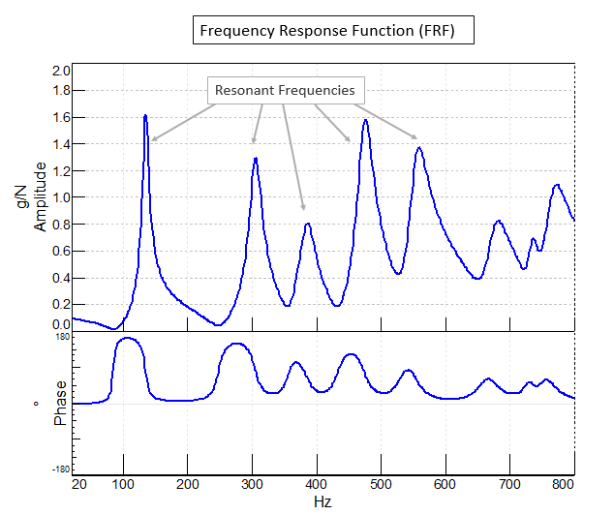 Frequency Response Function (FRF)
Resonant Frequencies
g/N
Amplitude
2.0
1.8
1.6
1.4
1.2
1.0
0.8
0.6
0.4
0.2
0.0
°
Phase
180
-180
20 100 200 300 400 500 600 700 800
Hz